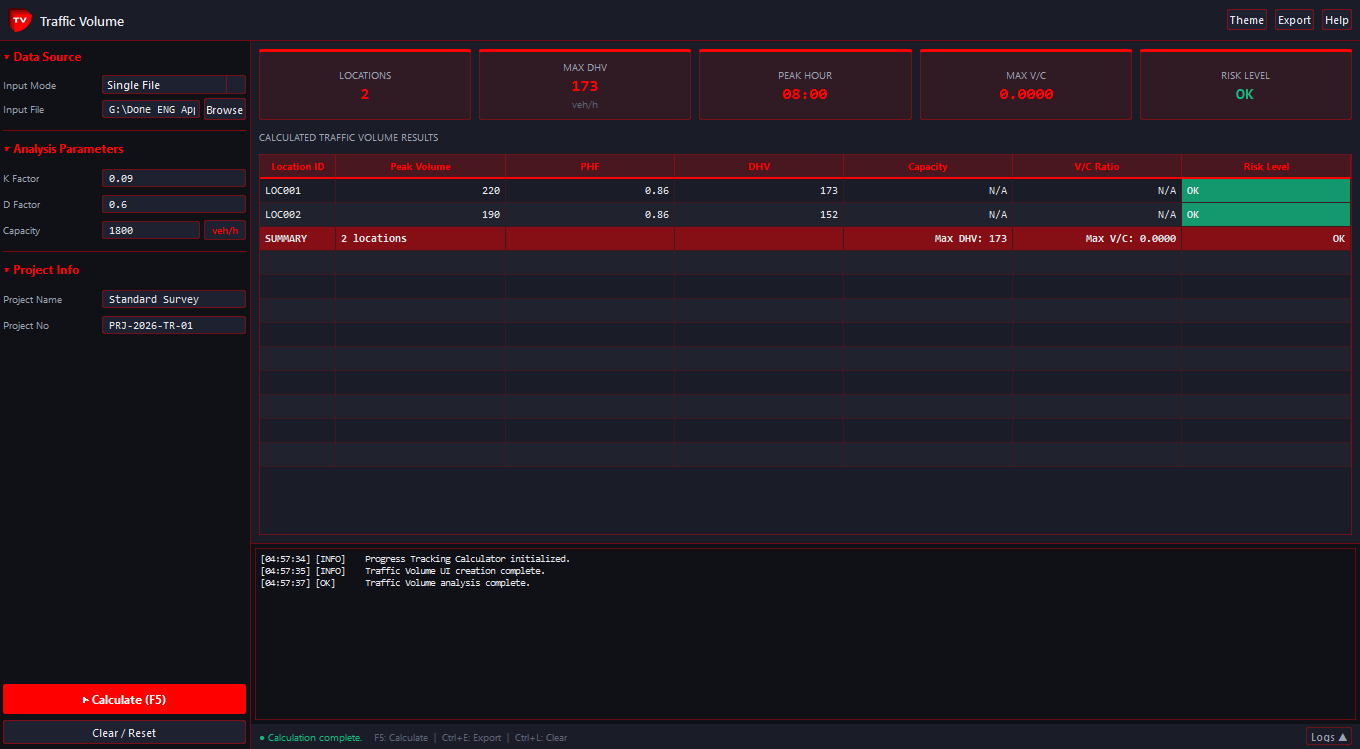 TV Traffic Volume
Theme Export Help
▾ Data Source
Input Mode Single File
Input File G:\Done ENG Ap Browse
▾ Analysis Parameters
K Factor 0.09
D Factor 0.6
Capacity 1800 veh/h
▾ Project Info
Project Name Standard Survey
Project No PRJ-2026-TR-01
Calculate (F5)
Clear / Reset
LOCATIONS
2
MAX DHV
173
veh/h
PEAK HOUR
08:00
MAX V/C
0.0000
RISK LEVEL
OK
CALCULATED TRAFFIC VOLUME RESULTS
Location ID Peak Volume PHF DHV Capacity V/C Ratio Risk Level
LOC001 220 0.86 173 N/A N/A OK
LOC002 190 0.86 152 N/A N/A OK
SUMMARY 2 locations Max DHV: 173 Max V/C: 0.0000 OK
[04:57:34] [INFO] Progress Tracking Calculator initialized.
[04:57:35] [INFO] Traffic Volume UI creation complete.
[04:57:37] [OK] Traffic Volume analysis complete.
● Calculation complete. F5: Calculate | Ctrl+E: Export | Ctrl+L: Clear
Logs ▲